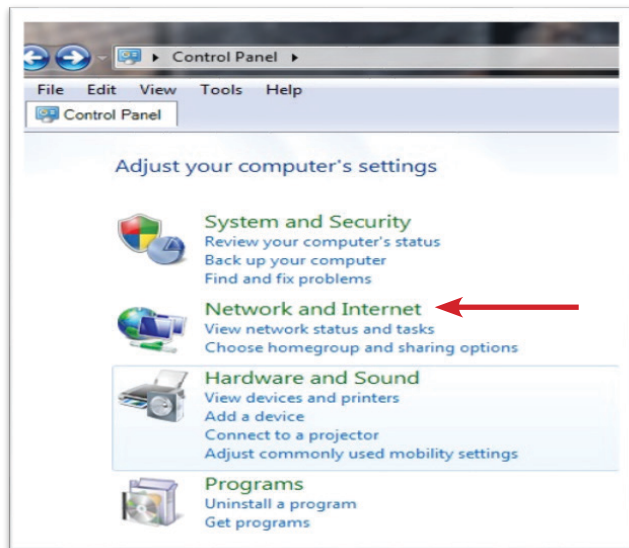 Control Panel
File Edit View Tools Help
Control Panel
Adjust your computer's settings
System and Security
Review your computer's status
Back up your computer
Find and fix problems
Network and Internet
View network status and tasks
Choose homegroup and sharing options
Hardware and Sound
View devices and printers
Add a device
Connect to a projector
Adjust commonly used mobility settings
Programs
Uninstall a program
Get programs